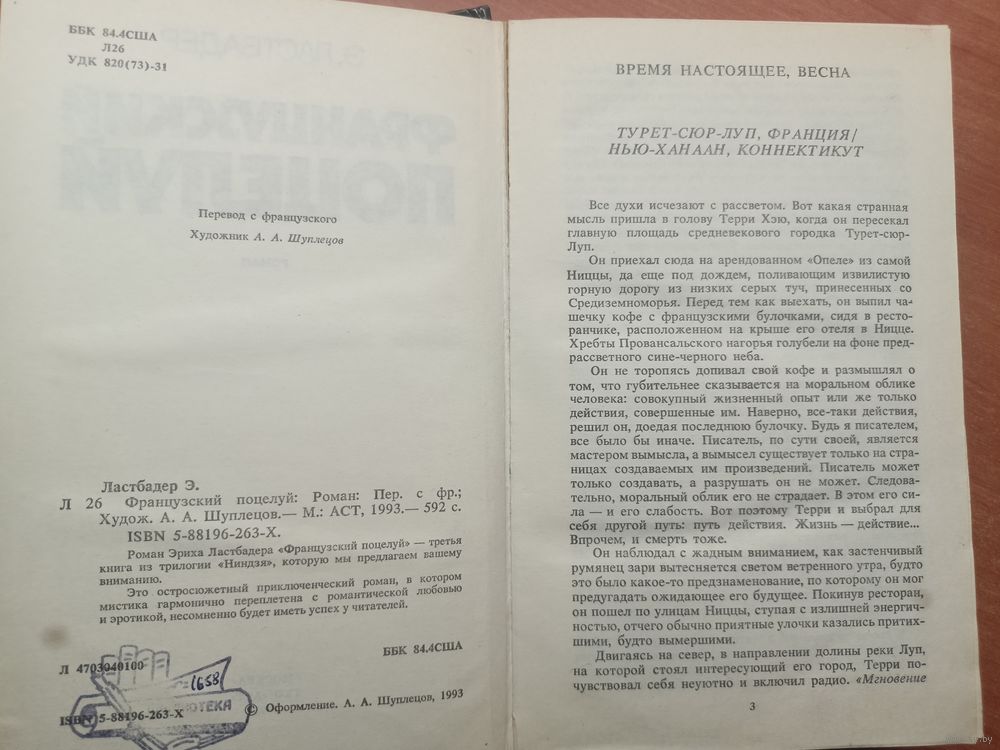 ББК 84.4США
Л26
УДК 820(73)-31
Перевод с французского
Художник А. А. Шуплецов
Ластбадер Э.
Л 26 Французский поцелуй: Роман: Пер. с фр.;
Худож. А. А. Шуплецов.— М.: АСТ, 1993.— 592 с.
ISBN 5-88196-263-X.
Роман Эриха Ластбадера «Французский поцелуй» — третья
книга из трилогии «Ниндзя», которую мы предлагаем вашему
вниманию.
Это остросюжетный приключенческий роман, в котором
мистика гармонично переплетена с романтической любовью
и эротикой, несомненно будет иметь успех у читателей.
ББК 84.4США
Л 4703040100
1658
© Оформление. А. А. Шуплецов, 1993
ISBN 5-88196-263-X
ВРЕМЯ НАСТОЯЩЕЕ, ВЕСНА
ТУРЕТ-СЮР-ЛУП, ФРАНЦИЯ/
НЬЮ-ХАНААН, КОННЕКТИКУТ
Все духи исчезают с рассветом. Вот какая странная
мысль пришла в голову Терри Хэю, когда он пересекал
главную площадь средневекового городка Турет-сюр-
Луп.
Он приехал сюда на арендованном «Опеле» из самой
Ниццы, да еще под дождем, поливающим извилистую
горную дорогу из низких серых туч, принесенных со
Средиземноморья. Перед тем как выехать, он выпил ча-
шечку кофе с французскими булочками, сидя в ресто-
ранчике, расположенном на крыше его отеля в Ницце.
Хребты Провансальского нагорья голубели на фоне пред-
рассветного сине-черного неба.
Он не торопясь допивал свой кофе и размышлял о
том, что губительнее сказывается на моральном облике
человека: совокупный жизненный опыт или же только
действия, совершенные им. Наверно, все-таки действия,
решил он, доедая последнюю булочку. Будь я писателем,
все было бы иначе. Писатель, по сути своей, является
мастером вымысла, а вымысел существует только на стра-
ницах создаваемых им произведений. Писатель может
только создавать, а разрушать он не может. Следова-
тельно, моральный облик его не страдает. В этом его си-
ла — и его слабость. Вот поэтому Терри и выбрал для
себя другой путь: путь действия. Жизнь — действие...
Впрочем, и смерть тоже.
Он наблюдал с жадным вниманием, как застенчивый
румянец зари вытесняется светом ветренного утра, будто
это было какое-то предзнаменование, по которому он мог
предугадать ожидающее его будущее. Покинув ресторан,
он пошел по улицам Ниццы, ступая с излишней энергич-
ностью, отчего обычно приятные улочки казались притих-
шими, будто вымершими.
Двигаясь на север, в направлении долины реки Луп,
на которой стоял интересующий его город, Терри по-
чувствовал себя неуютно и включил радио. «Мгновение
3